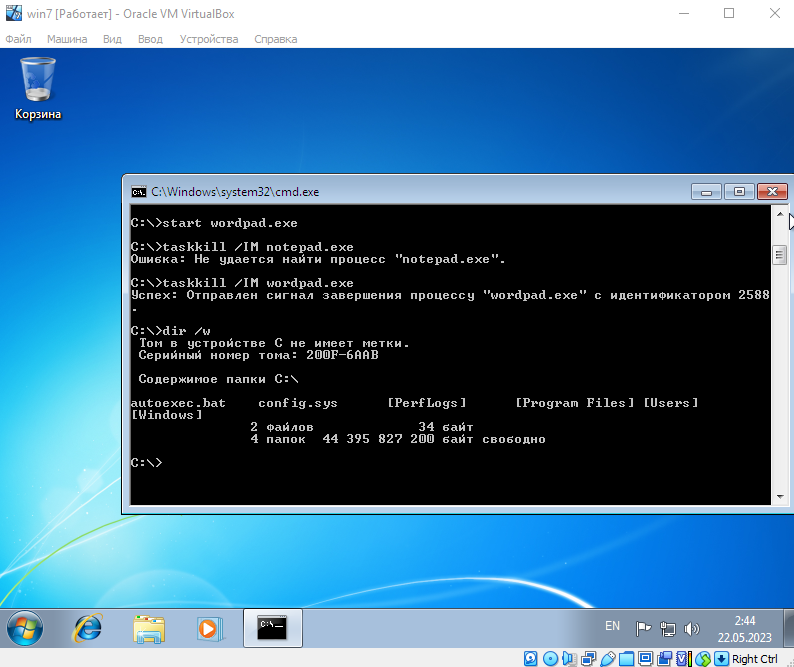 win7 [Работает] - Oracle VM VirtualBox
Файл Машина Вид Ввод Устройства Справка
Корзина
C:\Windows\system32\cmd.exe
C:\>start wordpad.exe
C:\>taskkill /IM notepad.exe
Ошибка: Не удается найти процесс "notepad.exe".
C:\>taskkill /IM wordpad.exe
Успех: Отправлен сигнал завершения процессу "wordpad.exe" с идентификатором 2588
.
C:\>dir /w
Том в устройстве C не имеет метки.
Серийный номер тома: 200F-6AAB
Содержимое папки C:\
autoexec.bat config.sys [PerfLogs] [Program Files] [Users]
[Windows]
2 файлов 34 байт
4 папок 44 395 827 200 байт свободно
C:\>
C:\_
EN
2:44
22.05.2023
Right Ctrl